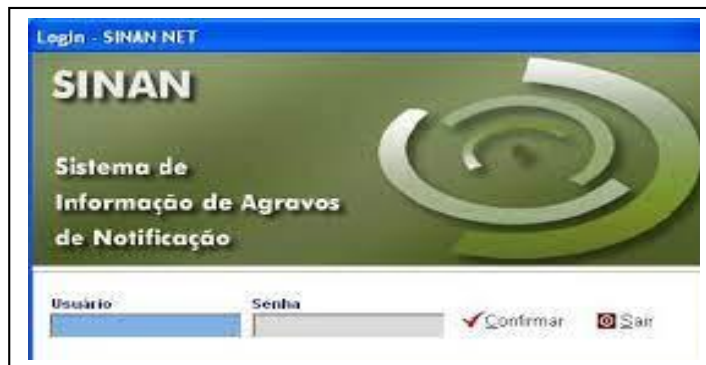 Login - SINAN NET
SINAN
Sistema de
Informação de Agravos
de Notificação
Usuário Senha
Confirmar Sair